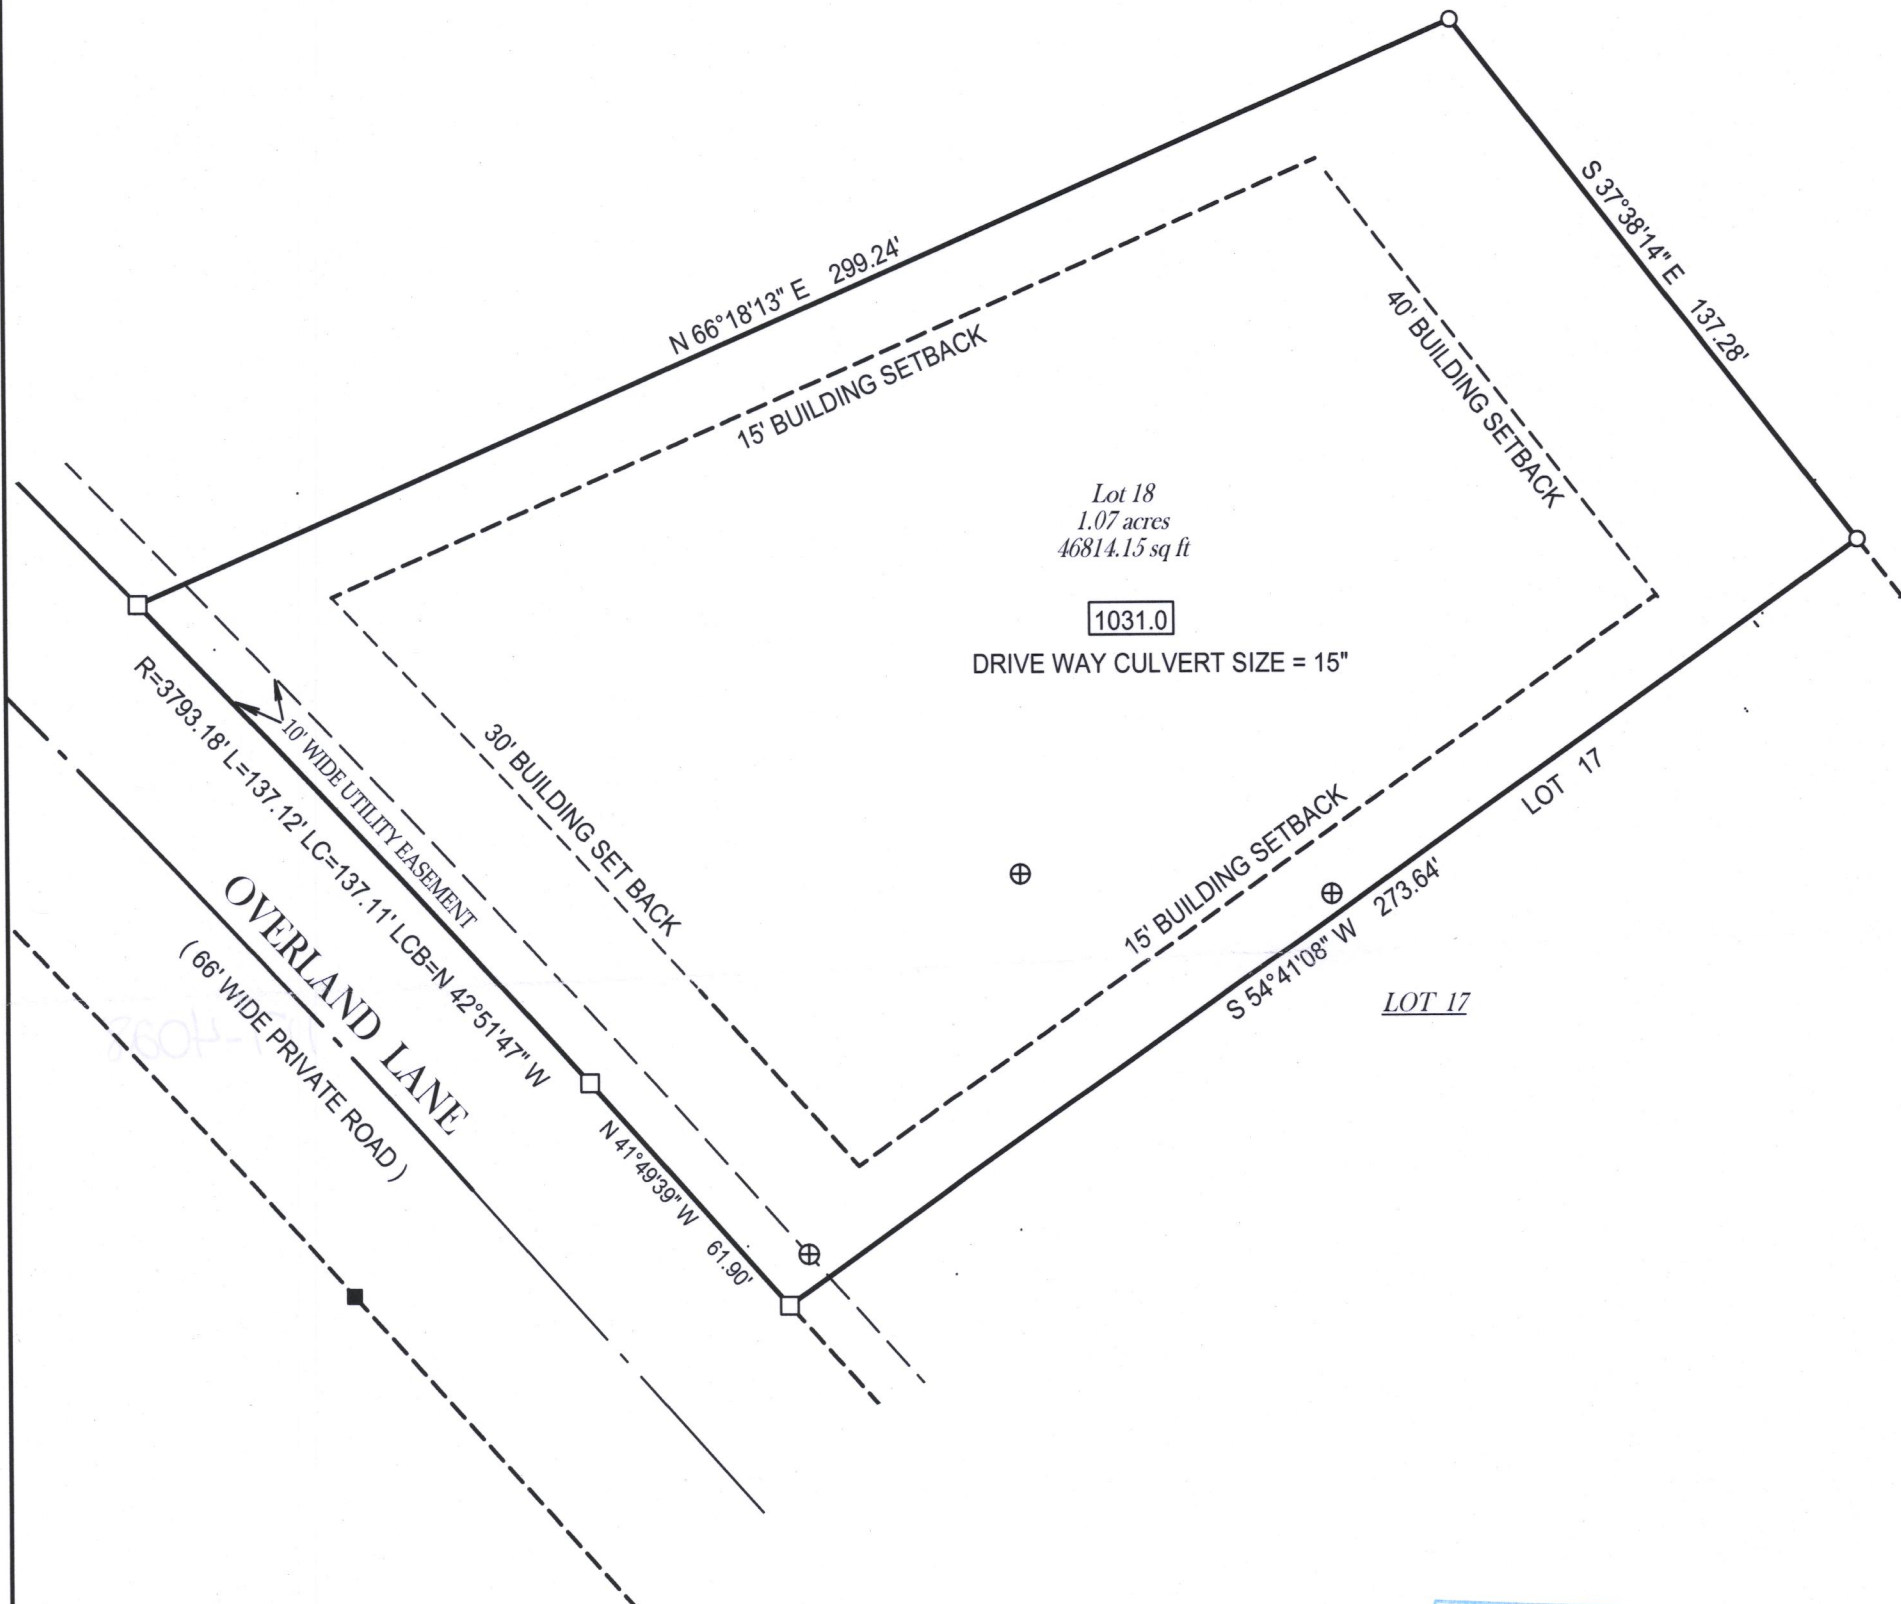 N 66°18'13" E 299.24'
S 37°38'14" E 137.28'
15' BUILDING SETBACK
40' BUILDING SETBACK
Lot 18
1.07 acres
46814.15 sq ft
1031.0
DRIVE WAY CULVERT SIZE = 15"
R=3793.18' L=137.12' LC=137.11' LCB=N 42°51'47" W
10' WIDE UTILITY EASEMENT
30' BUILDING SET BACK
15' BUILDING SETBACK
LOT 17
S 54°41'08" W 273.64'
LOT 17
OVERLAND LANE
( 66' WIDE PRIVATE ROAD )
N 41°49'39" W 61.90'